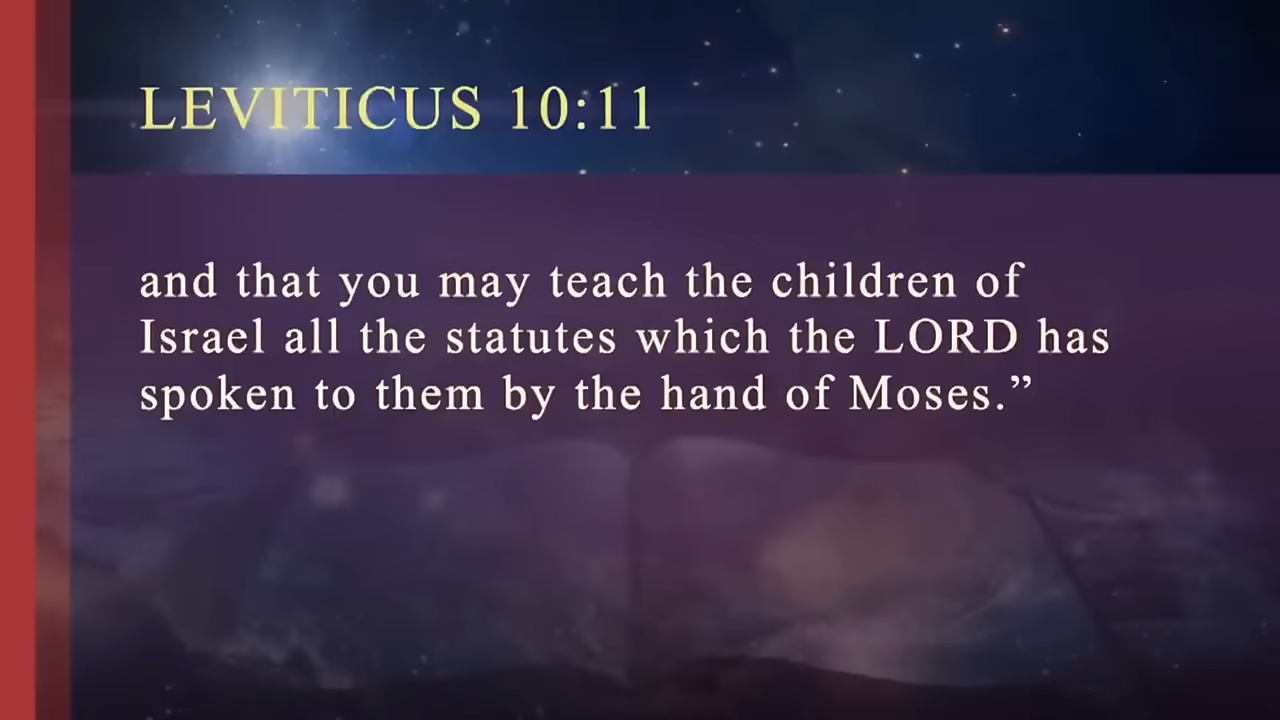 LEVITICUS 10:11
and that you may teach the children of
Israel all the statutes which the LORD has
spoken to them by the hand of Moses.”